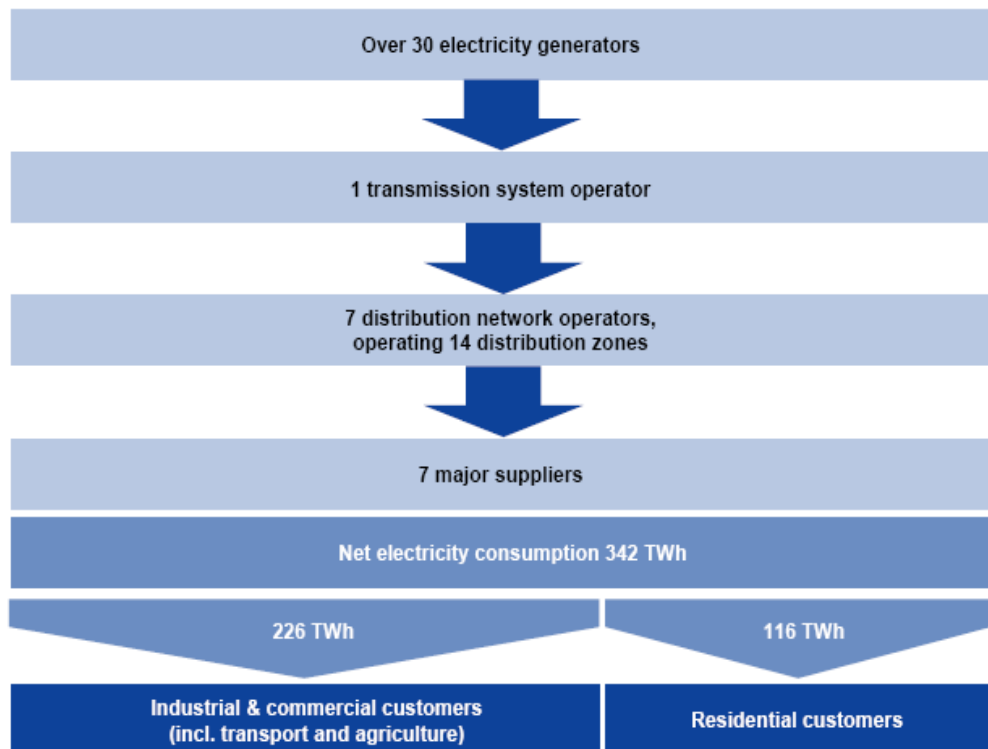 Over 30 electricity generators
1 transmission system operator
7 distribution network operators,
operating 14 distribution zones
7 major suppliers
Net electricity consumption 342 TWh
226 TWh
116 TWh
Industrial & commercial customers
(incl. transport and agriculture)
Residential customers